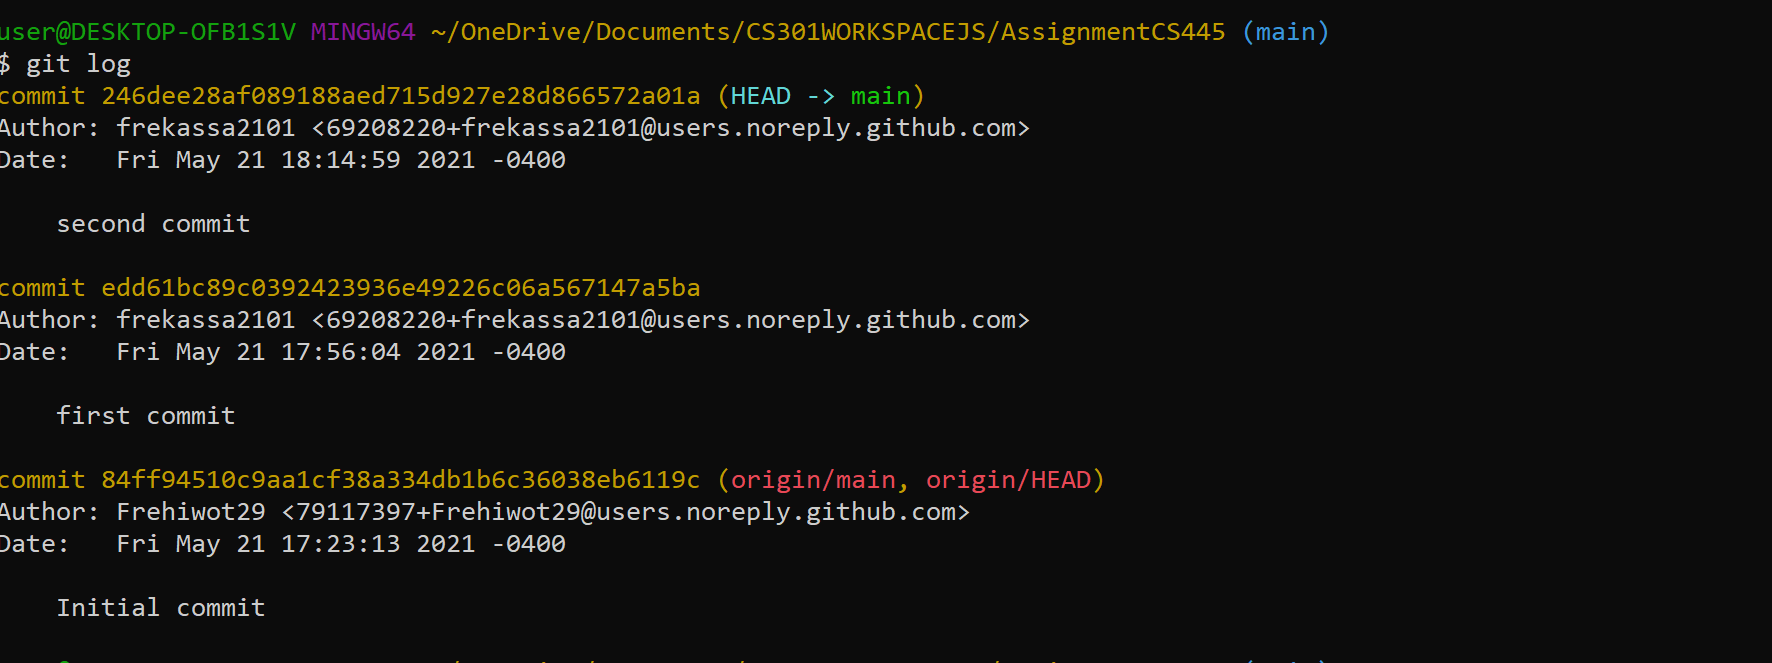 user@DESKTOP-OFB1S1V MINGW64 ~/OneDrive/Documents/CS301WORKSPACEJS/AssignmentCS445 (main)
$ git log
commit 246dee28af089188aed715d927e28d866572a01a (HEAD -> main)
Author: frekassa2101 <69208220+frekassa2101@users.noreply.github.com>
Date:   Fri May 21 18:14:59 2021 -0400
second commit
commit edd61bc89c0392423936e49226c06a567147a5ba
Author: frekassa2101 <69208220+frekassa2101@users.noreply.github.com>
Date:   Fri May 21 17:56:04 2021 -0400
first commit
commit 84ff94510c9aa1cf38a334db1b6c36038eb6119c (origin/main, origin/HEAD)
Author: Frehiwot29 <79117397+Frehiwot29@users.noreply.github.com>
Date:   Fri May 21 17:23:13 2021 -0400
Initial commit